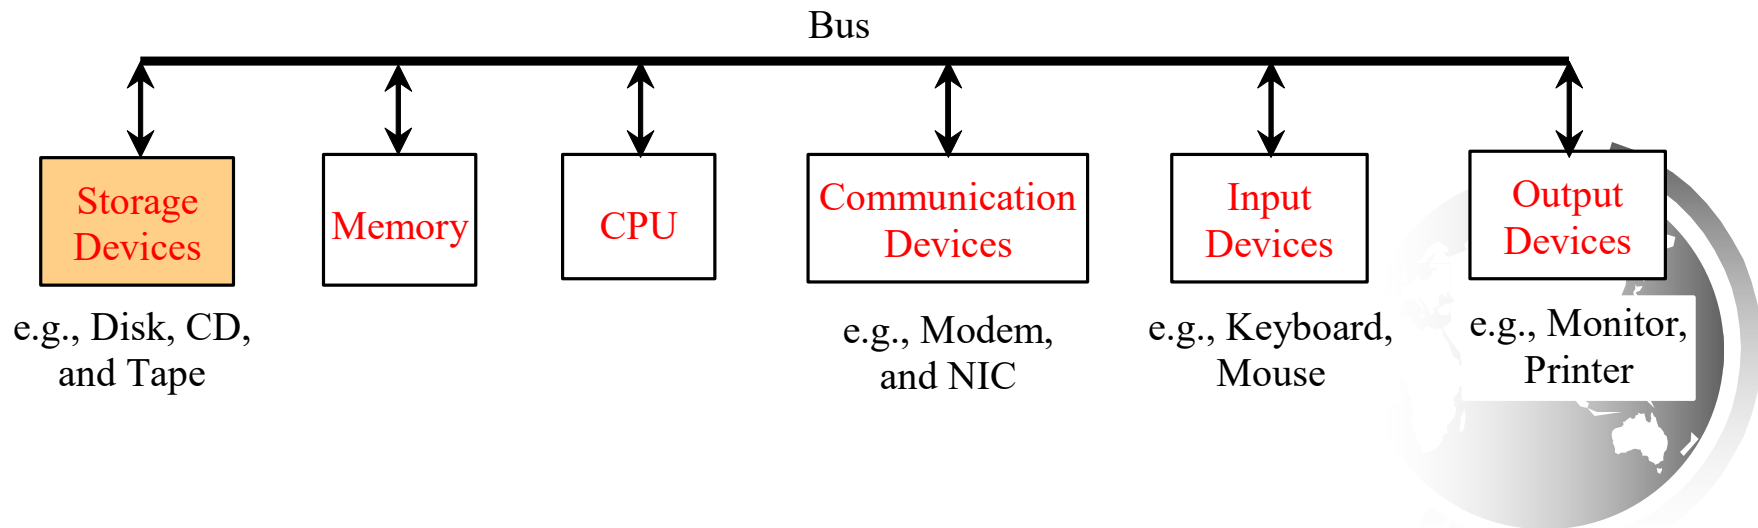 Bus
Storage
Devices
Memory
CPU
Communication
Devices
Input
Devices
Output
Devices
e.g., Disk, CD,
and Tape
e.g., Modem,
and NIC
e.g., Keyboard,
Mouse
e.g., Monitor,
Printer